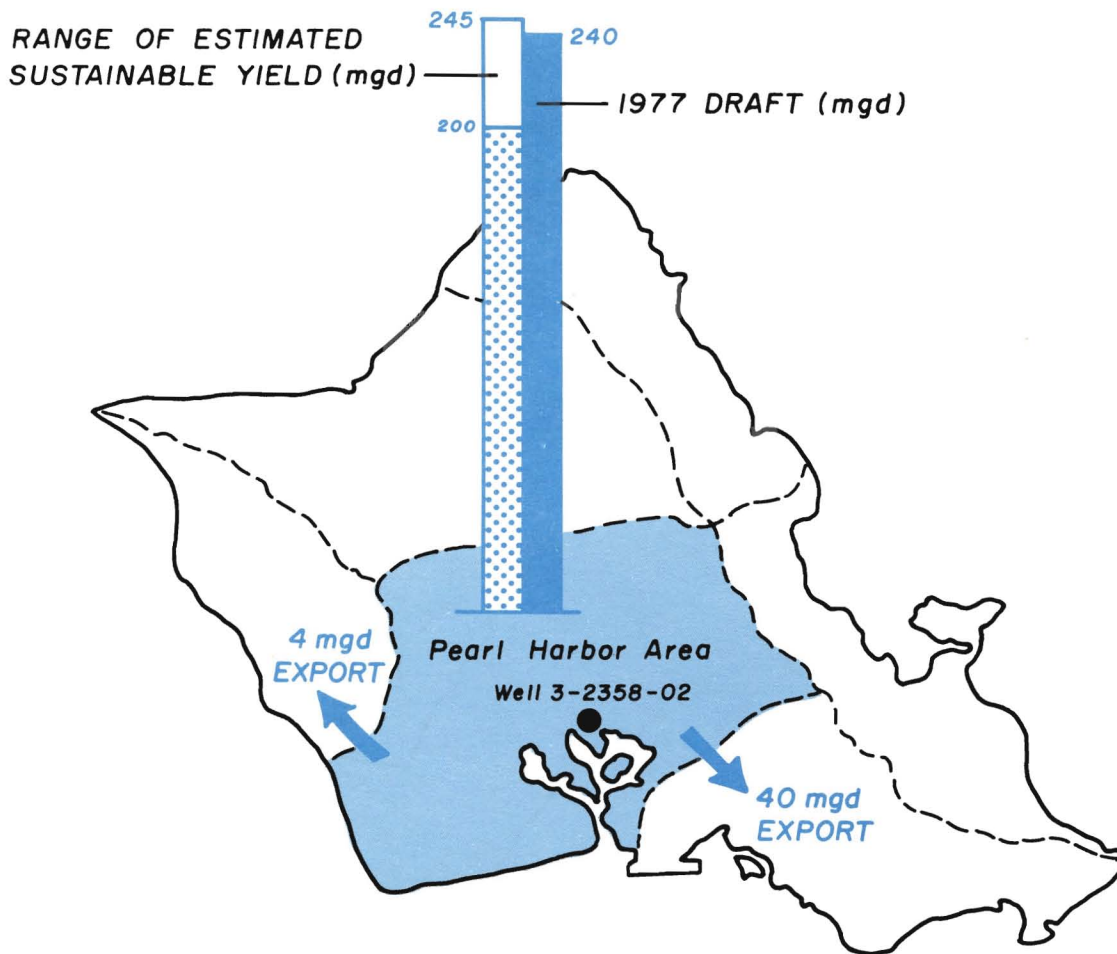 245
RANGE OF ESTIMATED
SUSTAINABLE YIELD (mgd)
240
1977 DRAFT (mgd)
200
4 mgd
EXPORT
Pearl Harbor Area
Well 3-2358-02
40 mgd
EXPORT